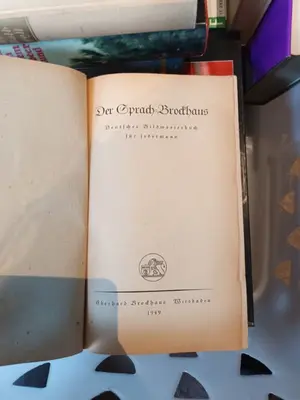 Der Sprach-Brockhaus
Deutsches Bildwörterbuch
für jedermann
Eberhard Brockhaus Wiesbaden
1949